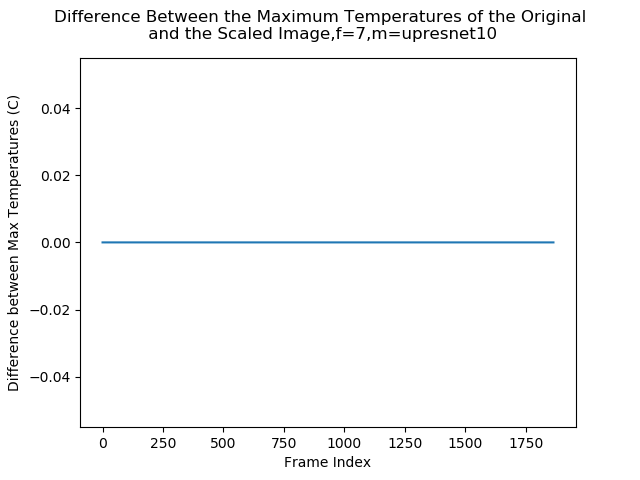 Difference Between the Maximum Temperatures of the Original
and the Scaled Image,f=7,m=upresnet10
Difference between Max Temperatures (C)
0.04
0.02
0.00
−0.02
−0.04
0 250 500 750 1000 1250 1500 1750
Frame Index